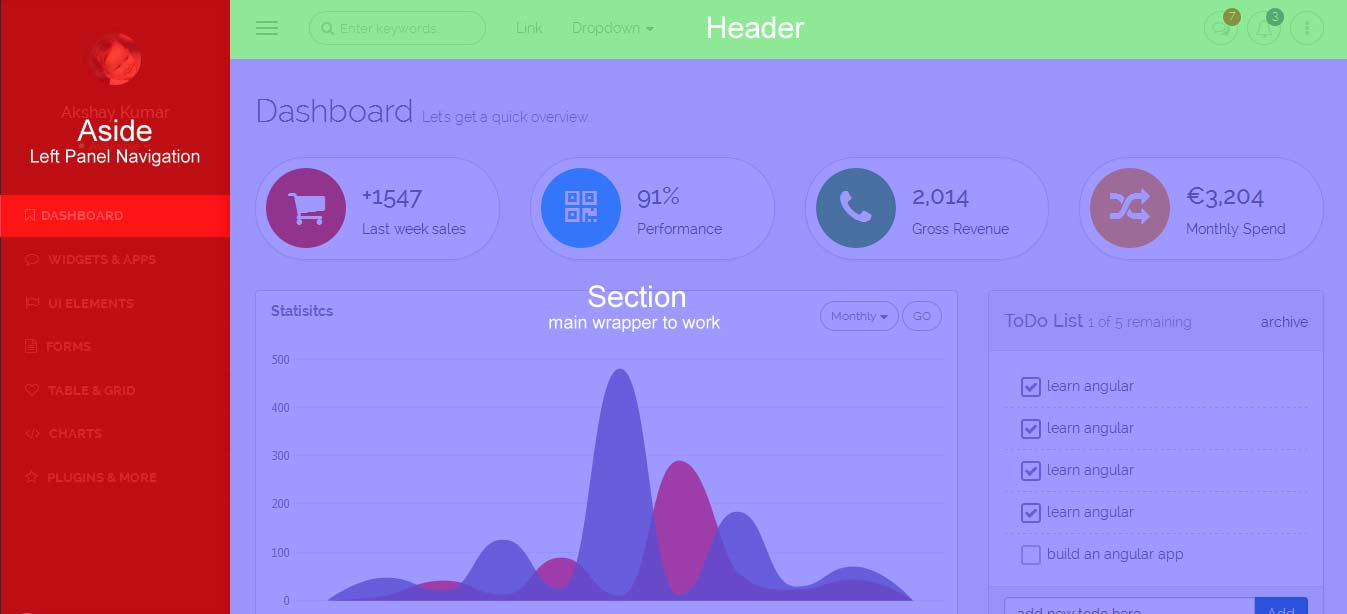 Akshay Kumar
Aside
Left Panel Navigation
DASHBOARD
WIDGETS & APPS
UI ELEMENTS
FORMS
TABLE & GRID
CHARTS
PLUGINS & MORE
Enter keywords..
Link
Dropdown
Header
7
3
Dashboard Let's get a quick overview..
+1547
Last week sales
91%
Performance
2,014
Gross Revenue
€3,204
Monthly Spend
Section
main wrapper to work
Statisitcs
Monthly
GO
500
400
300
200
100
0
ToDo List 1 of 5 remaining
archive
learn angular
learn angular
learn angular
learn angular
build an angular app
add new todo here
Add